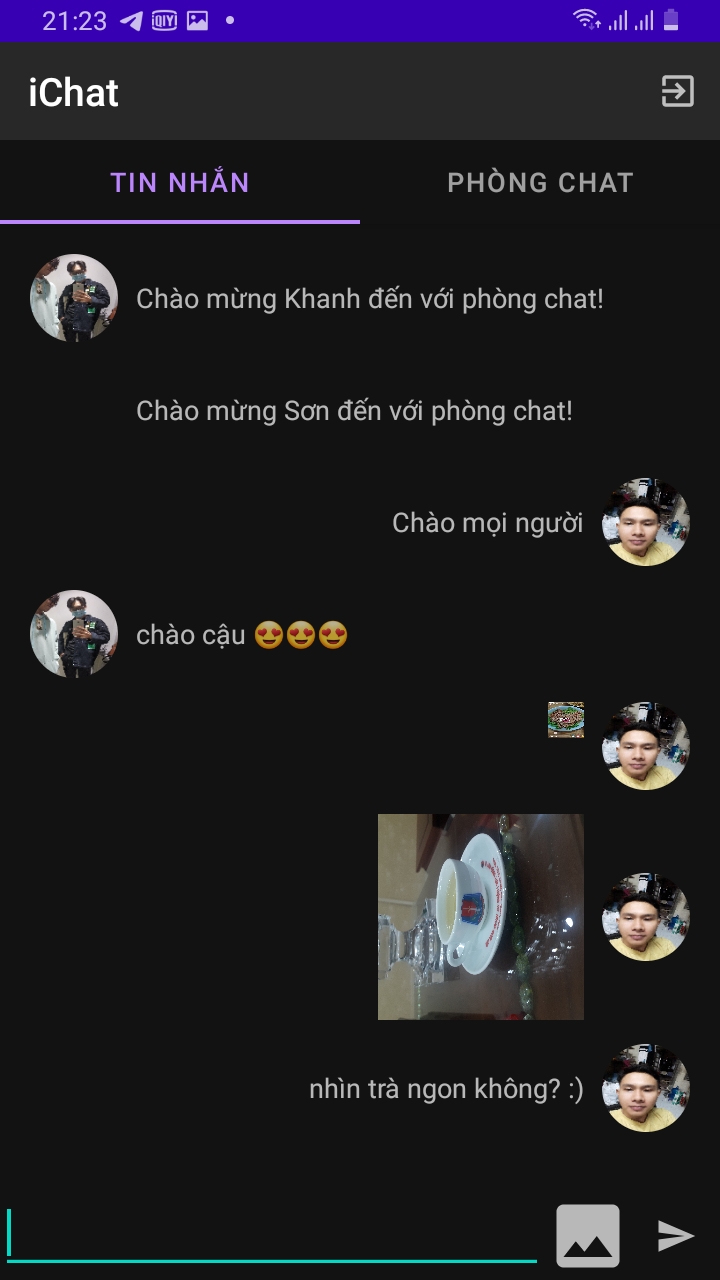 21:23
iQIYI
iChat
TIN NHẮN
PHÒNG CHAT
Chào mừng Khanh đến với phòng chat!
Chào mừng Sơn đến với phòng chat!
Chào mọi người
chào cậu 😍😍😍
nhìn trà ngon không? :)